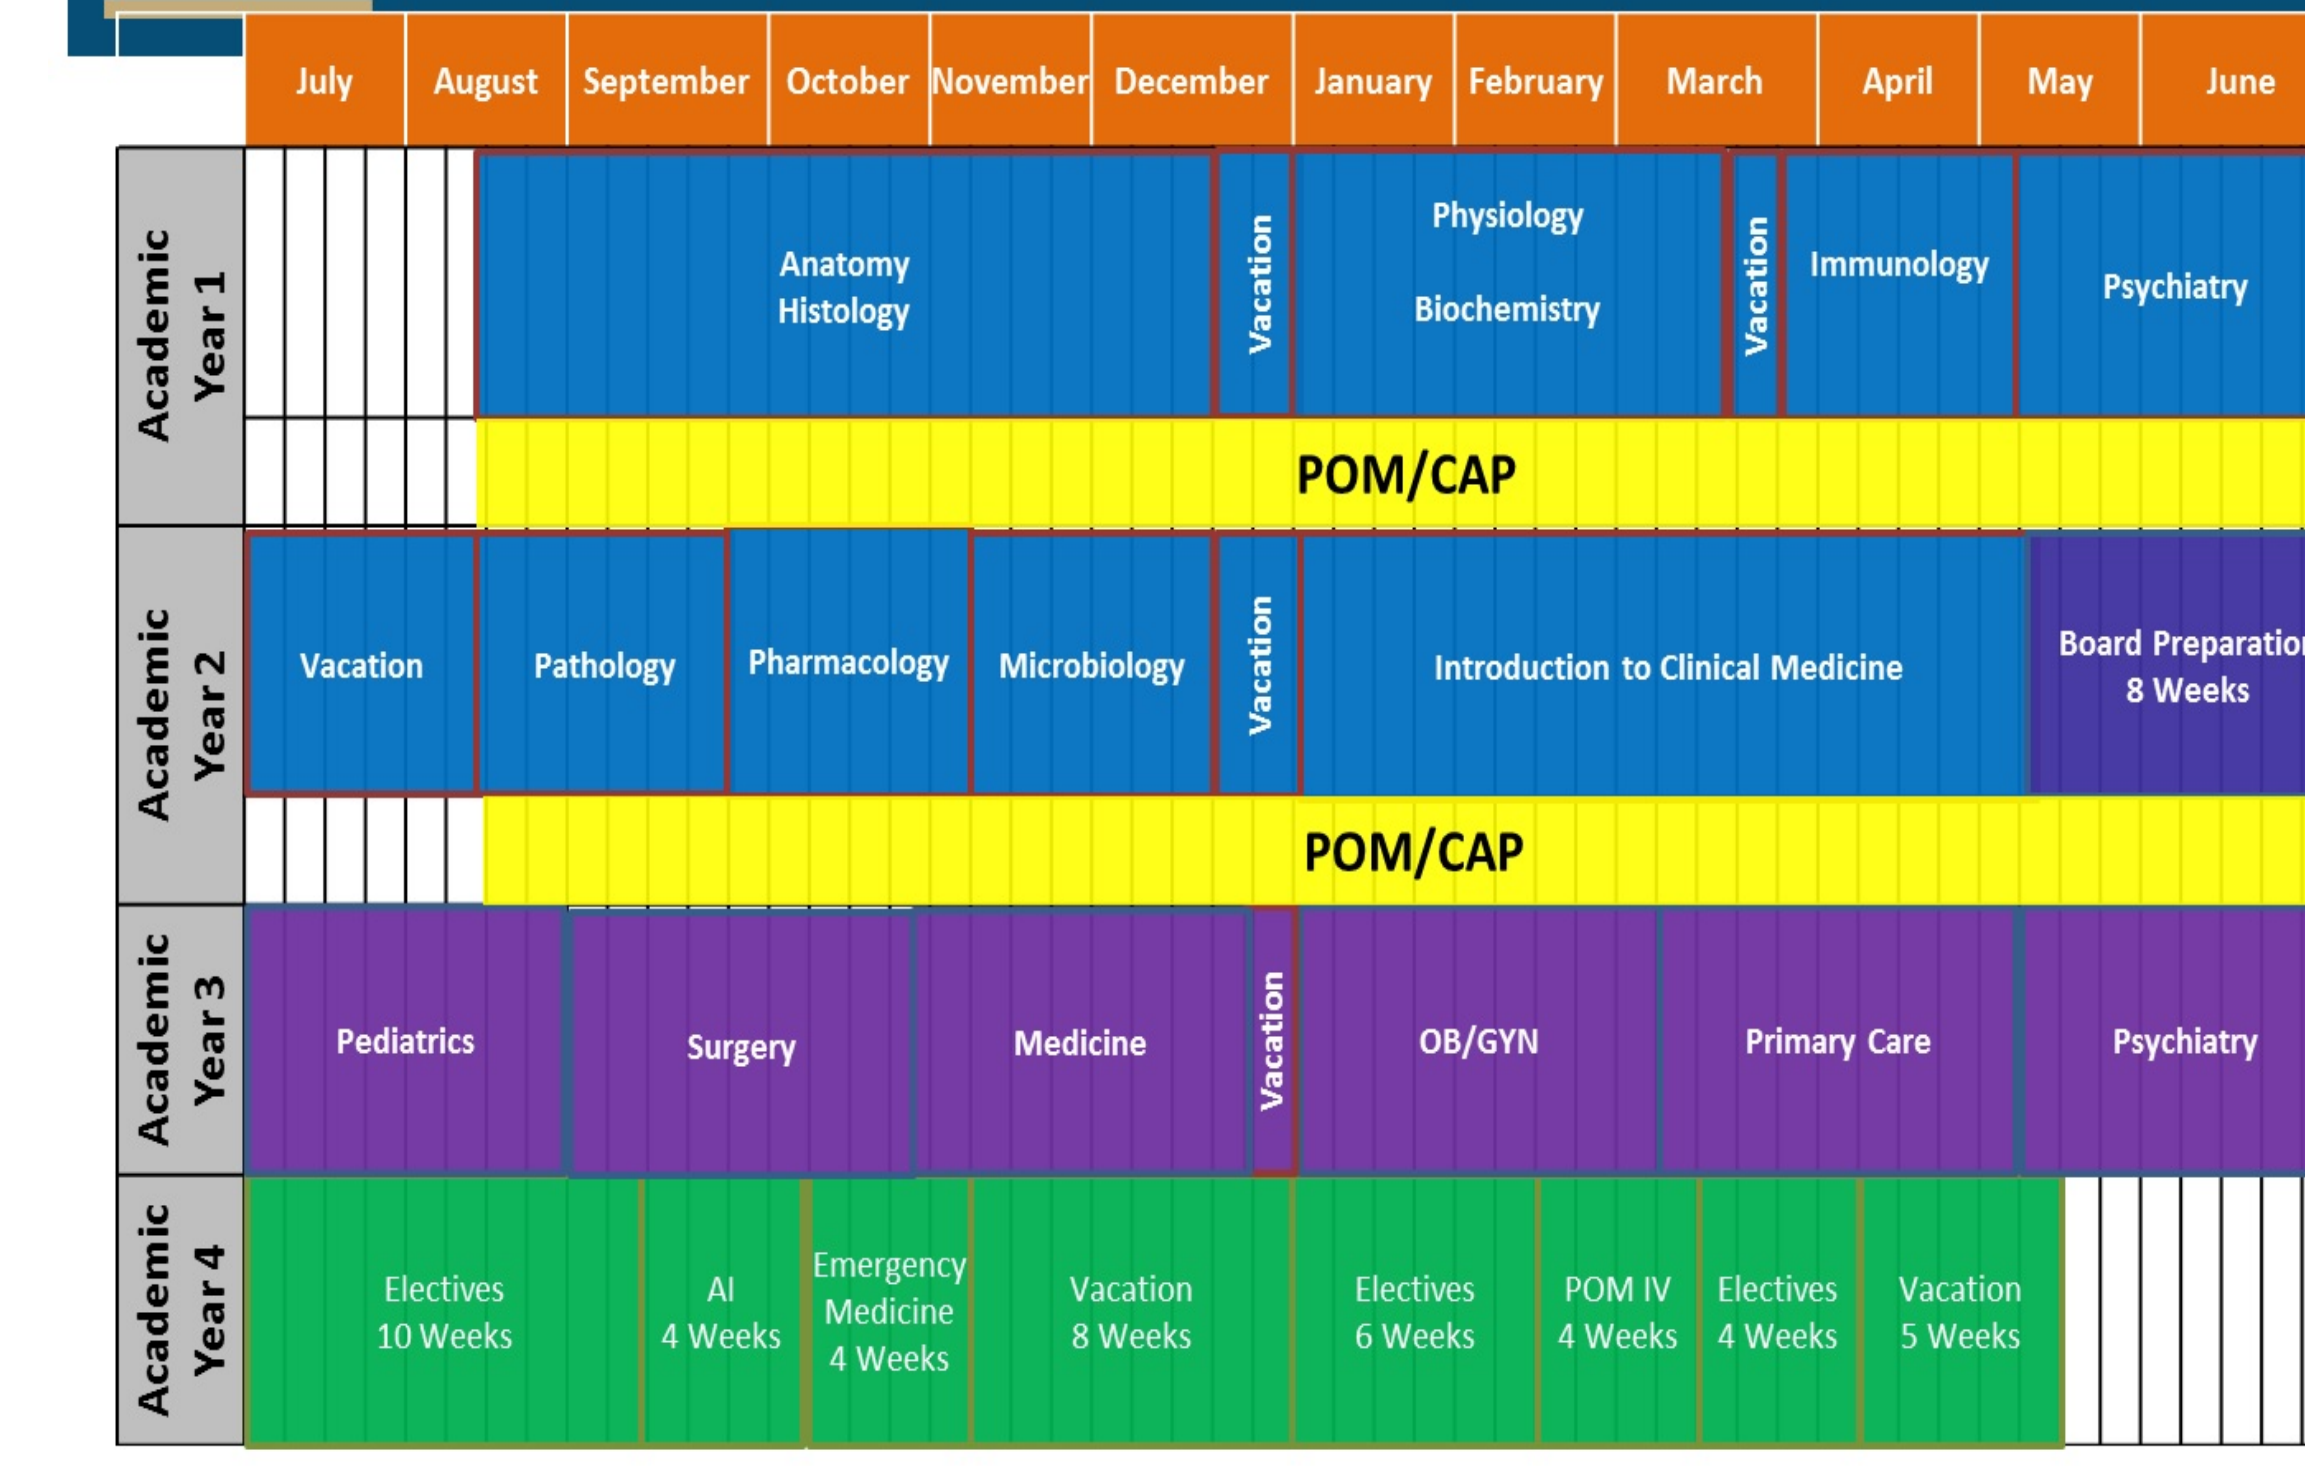 July August September October November December January February March April May June
Academic
Year 1
Anatomy
Histology
Vacation
Physiology
Biochemistry
Vacation
Immunology
Psychiatry
POM/CAP
Academic
Year 2
Vacation
Pathology
Pharmacology
Microbiology
Vacation
Introduction to Clinical Medicine
Board Preparation
8 Weeks
POM/CAP
Academic
Year 3
Pediatrics
Surgery
Medicine
Vacation
OB/GYN
Primary Care
Psychiatry
Academic
Year 4
Electives
10 Weeks
AI
4 Weeks
Emergency
Medicine
4 Weeks
Vacation
8 Weeks
Electives
6 Weeks
POM IV
4 Weeks
Electives
4 Weeks
Vacation
5 Weeks